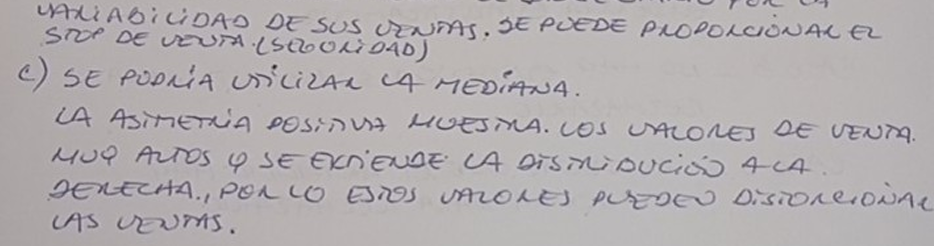 VARIABILIDAD DE SUS VENTAS. SE PUEDE PROPORCIONAR EL
STOP DE VENTA. (SEGURIDAD)
c) SE PODRÍA UTILIZAR LA MEDIANA.
LA ASIMETRÍA POSITIVA MUESTRA. LOS VALORES DE VENTA.
MUY ALTOS Y SE EXTIENDE LA DISTRIBUCIÓ A LA.
DERECHA., POR LO ESTOS VALORES PUEDEN DISTORCIONAR
LAS VENTAS.